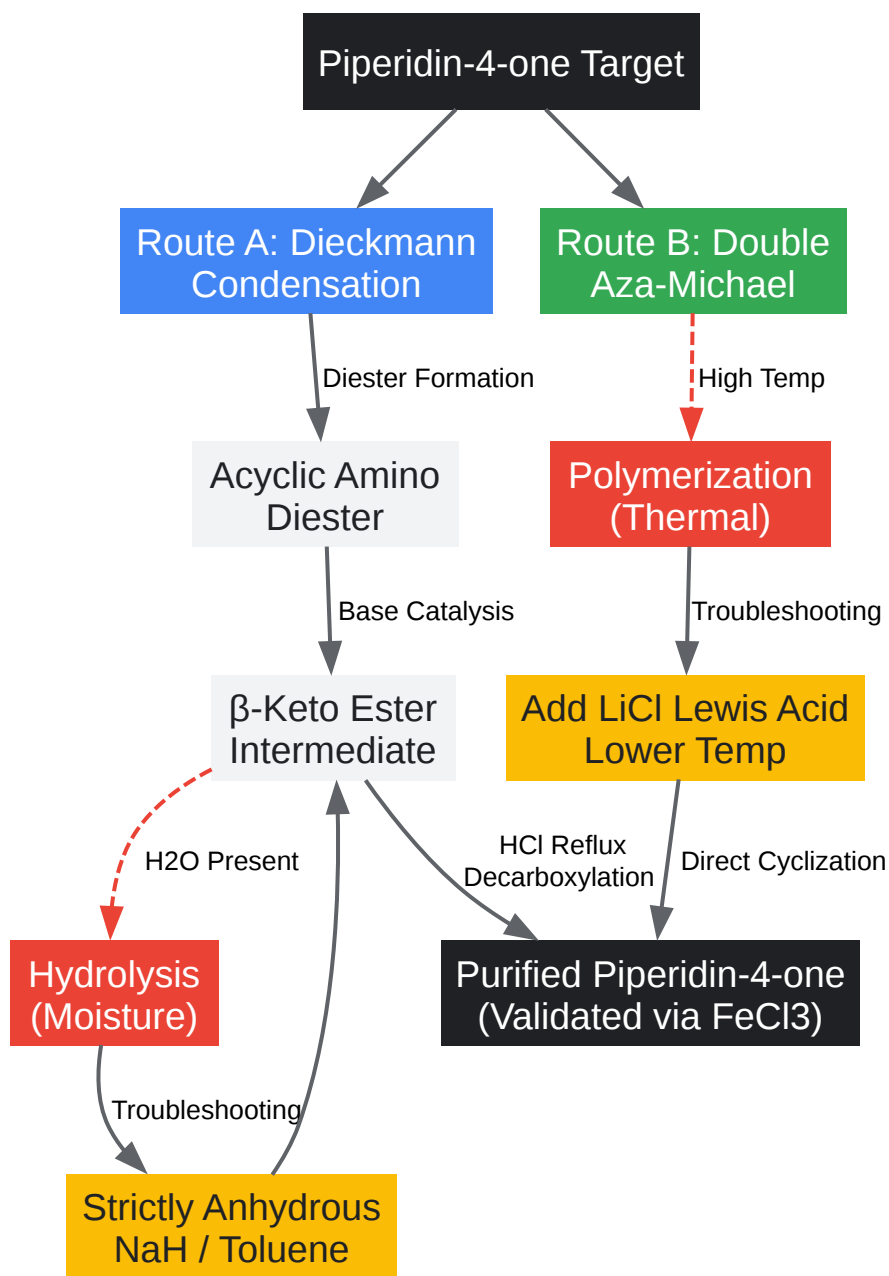 Piperidin-4-one Target
Route A: Dieckmann
Condensation
Route B: Double
Aza-Michael
Diester Formation
High Temp
Acyclic Amino
Diester
Polymerization
(Thermal)
Base Catalysis
Troubleshooting
β-Keto Ester
Intermediate
Add LiCl Lewis Acid
Lower Temp
H2O Present
HCl Reflux
Decarboxylation
Direct Cyclization
Hydrolysis
(Moisture)
Purified Piperidin-4-one
(Validated via FeCl3)
Troubleshooting
Strictly Anhydrous
NaH / Toluene